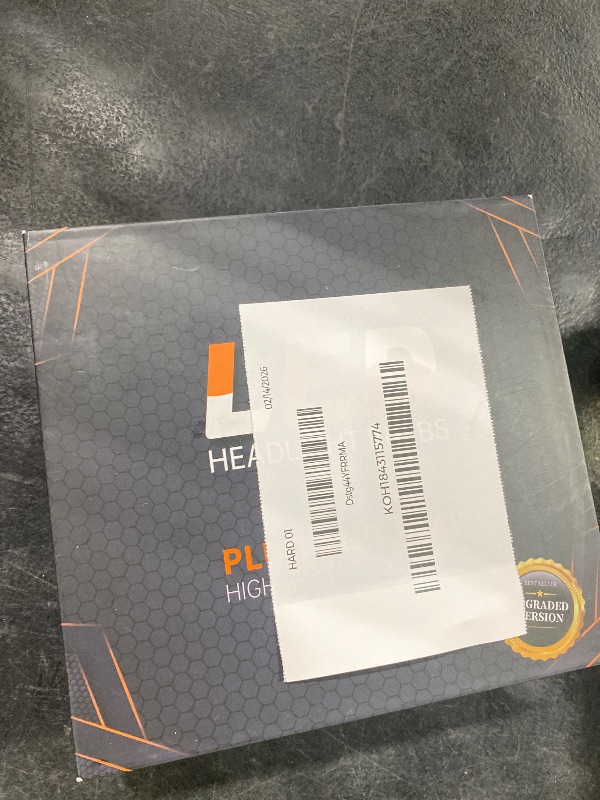 HEADL
BS
PL
HIGH
02/14/2026
HARD 01
Dstg44YFRRMA
KOH1843115774
BEST SELLER
GRADED
ERSION